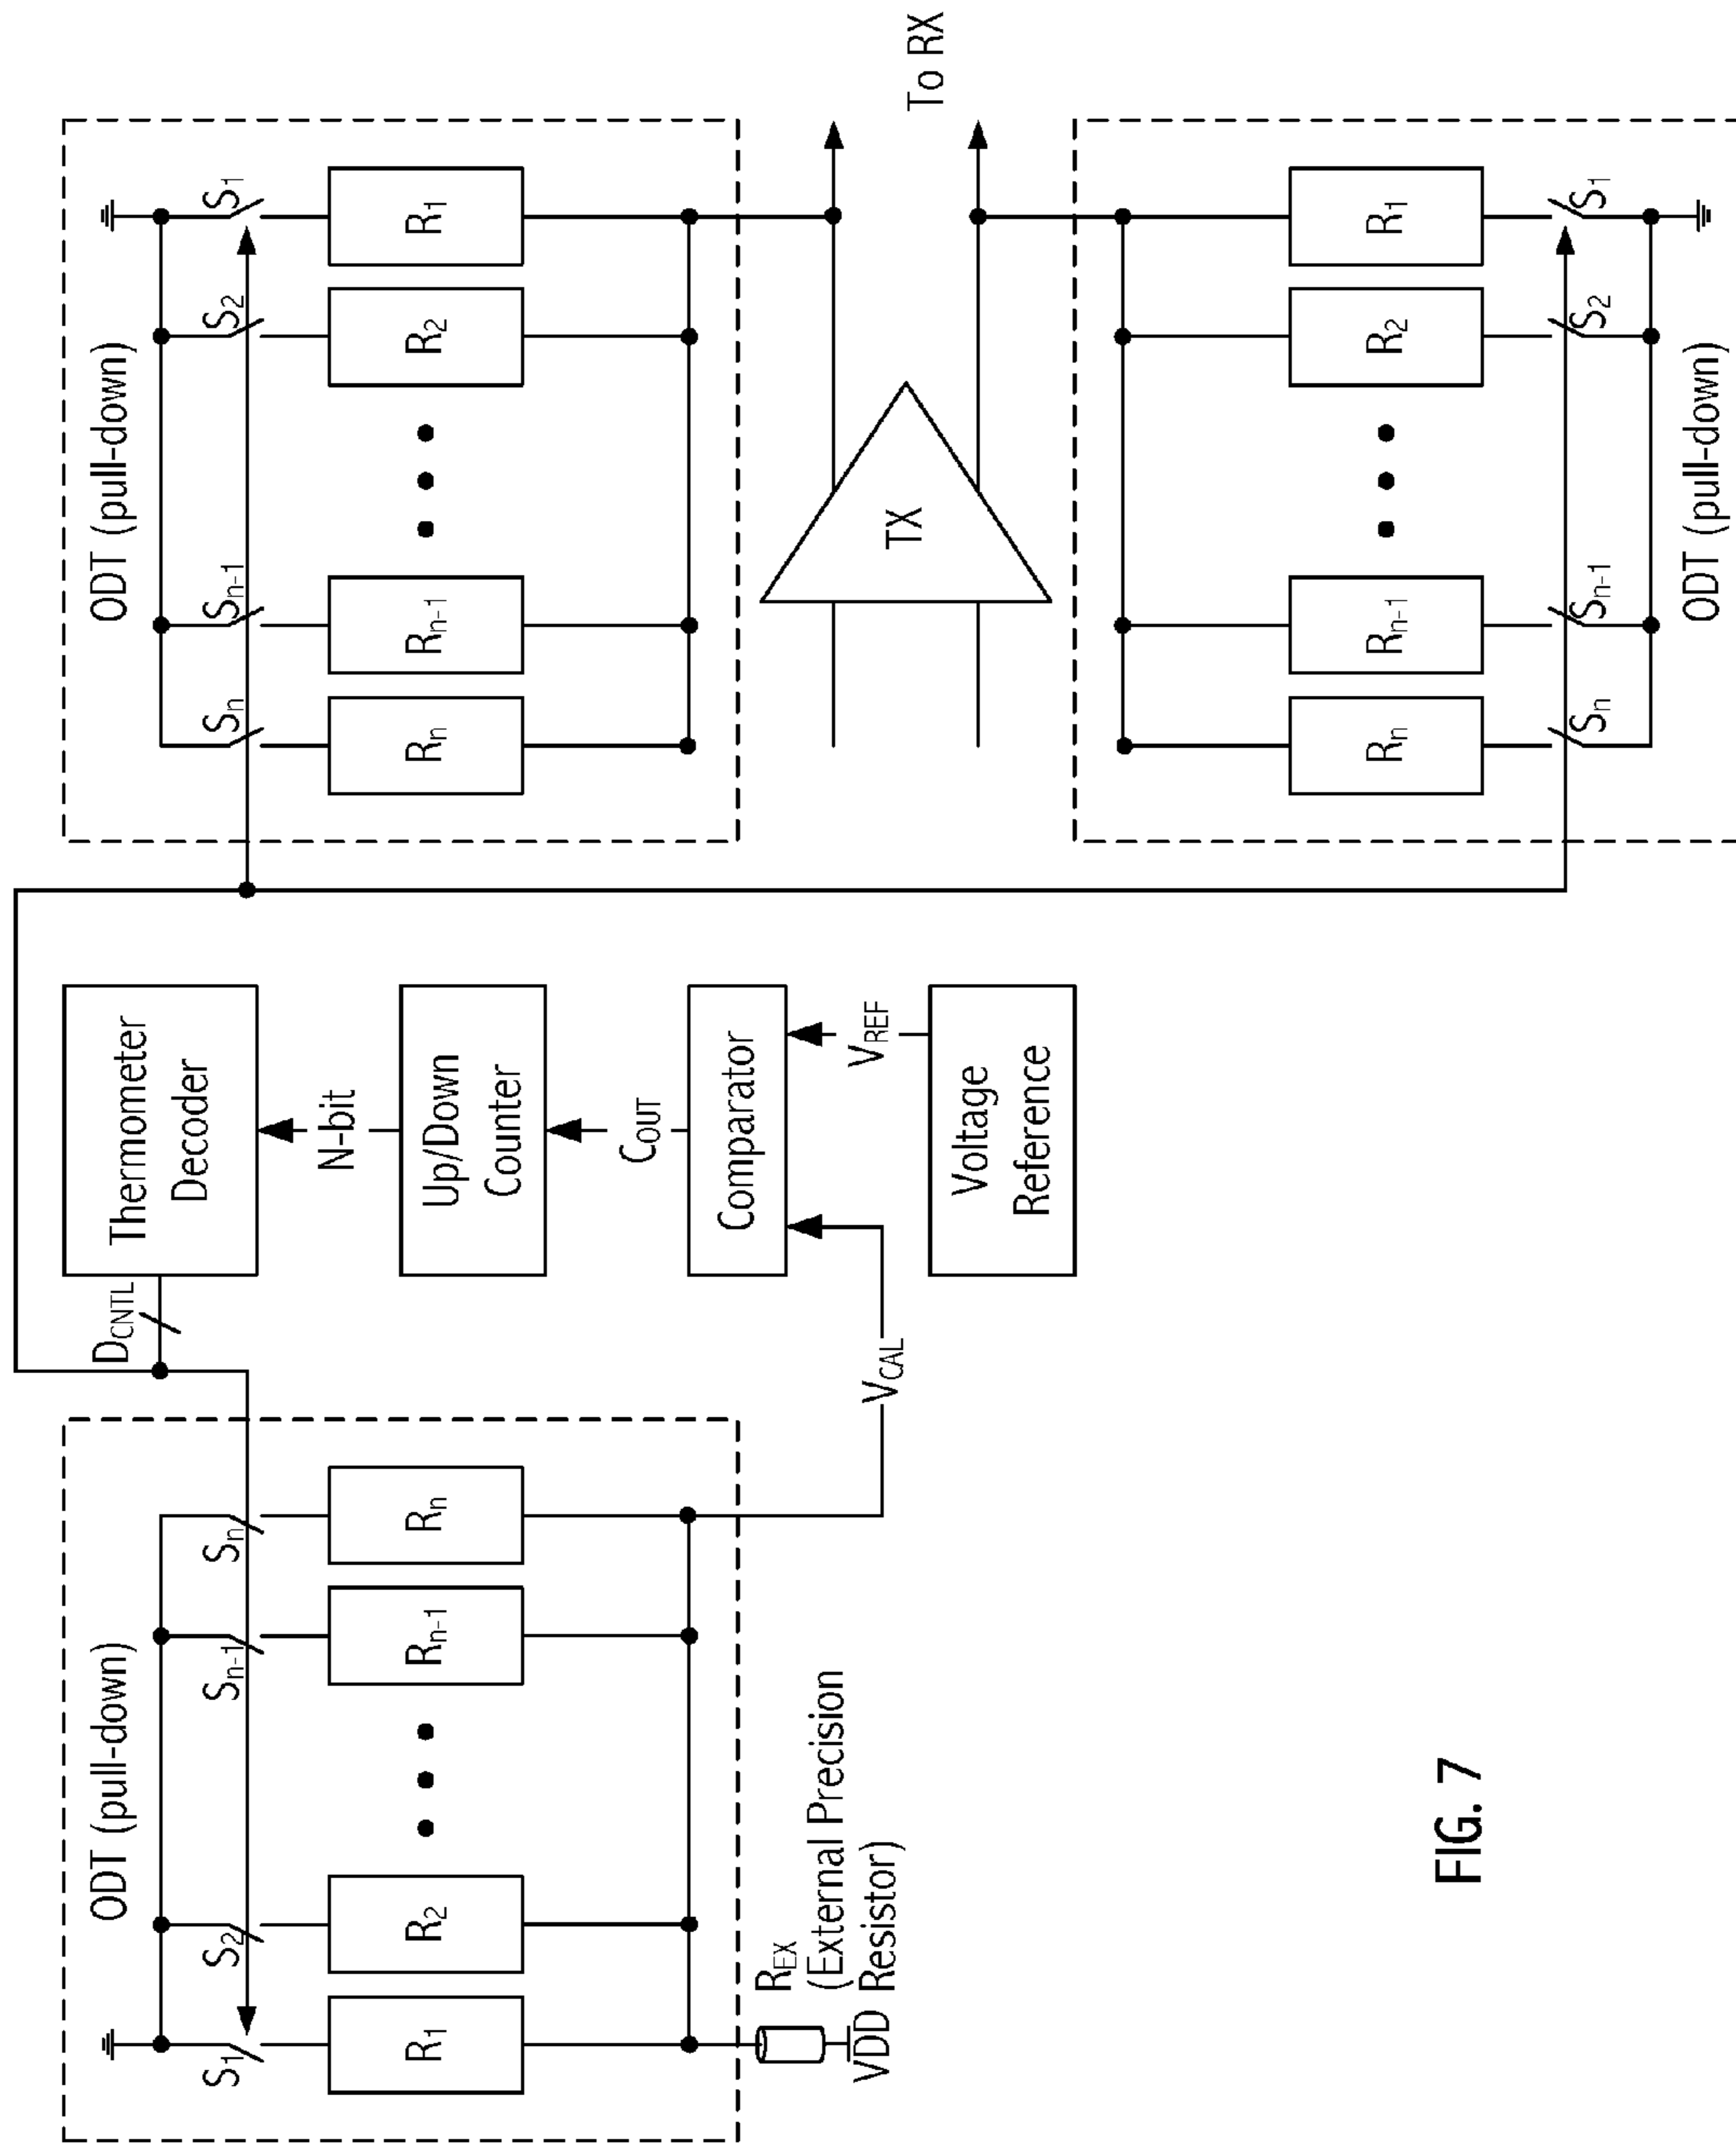 ODT (pull-down)
S1
S2
Sn-1
Sn
R1
R2
Rn-1
Rn
REX
(External Precision
Resistor)
VDD
VCAL
DCNTL
Thermometer
Decoder
N-bit
Up/Down
Counter
COUT
Comparator
VREF
Voltage
Reference
ODT (pull-down)
Sn
Sn-1
S2
S1
Rn
Rn-1
R2
R1
TX
To RX
Rn
Rn-1
R2
R1
Sn
Sn-1
S2
S1
ODT (pull-down)
FIG. 7